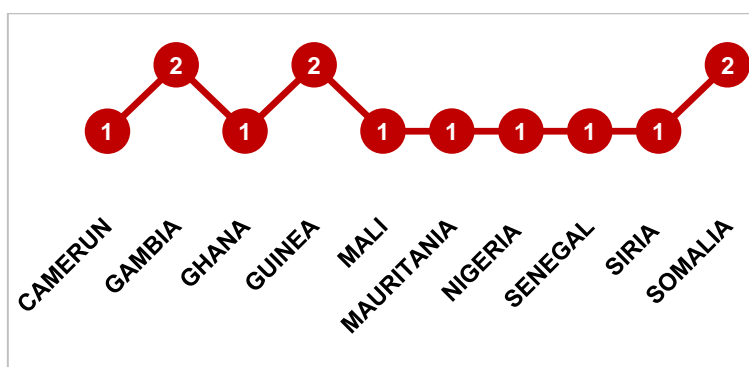 1
2
1
2
1
1
1
1
1
2
CAMERUN
GAMBIA
GHANA
GUINEA
MALI
MAURITANIA
NIGERIA
SENEGAL
SIRIA
SOMALIA